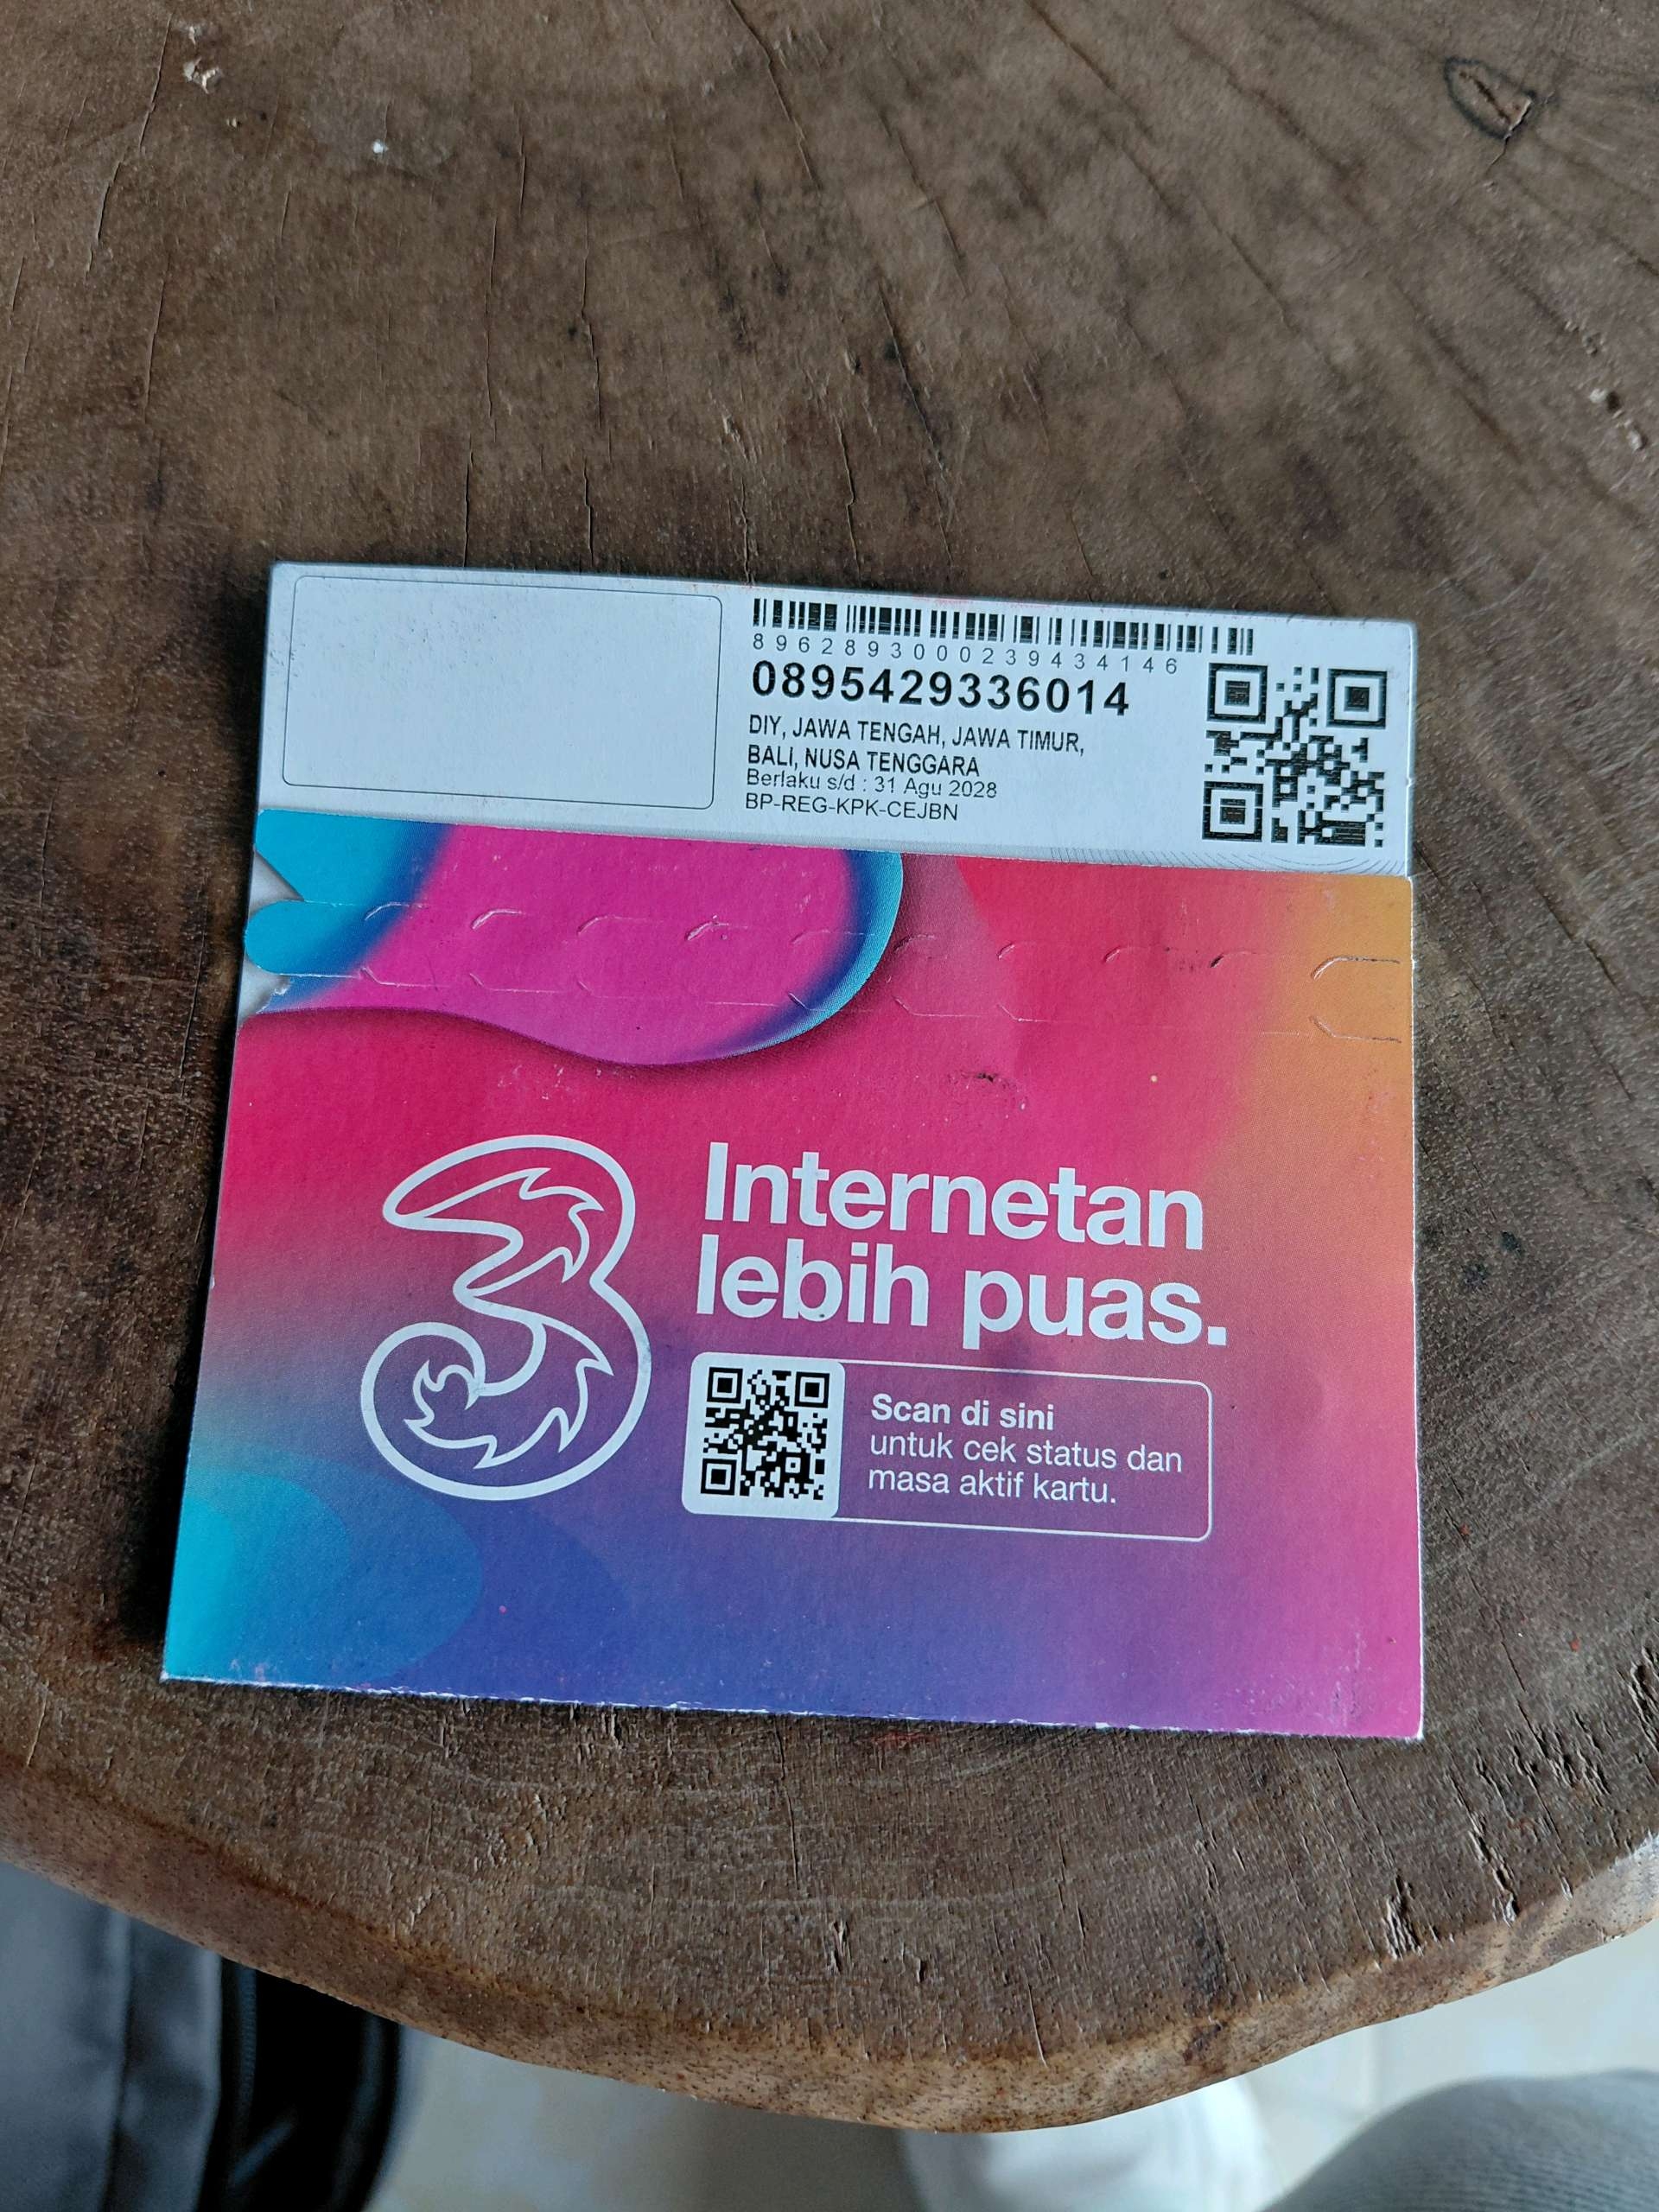 8962893000239434146
0895429336014
DIY, JAWA TENGAH, JAWA TIMUR,
BALI, NUSA TENGGARA
Berlaku s/d : 31 Agu 2028
BP-REG-KPK-CEJBN
3
Internetan
lebih puas.
Scan di sini
untuk cek status dan
masa aktif kartu.